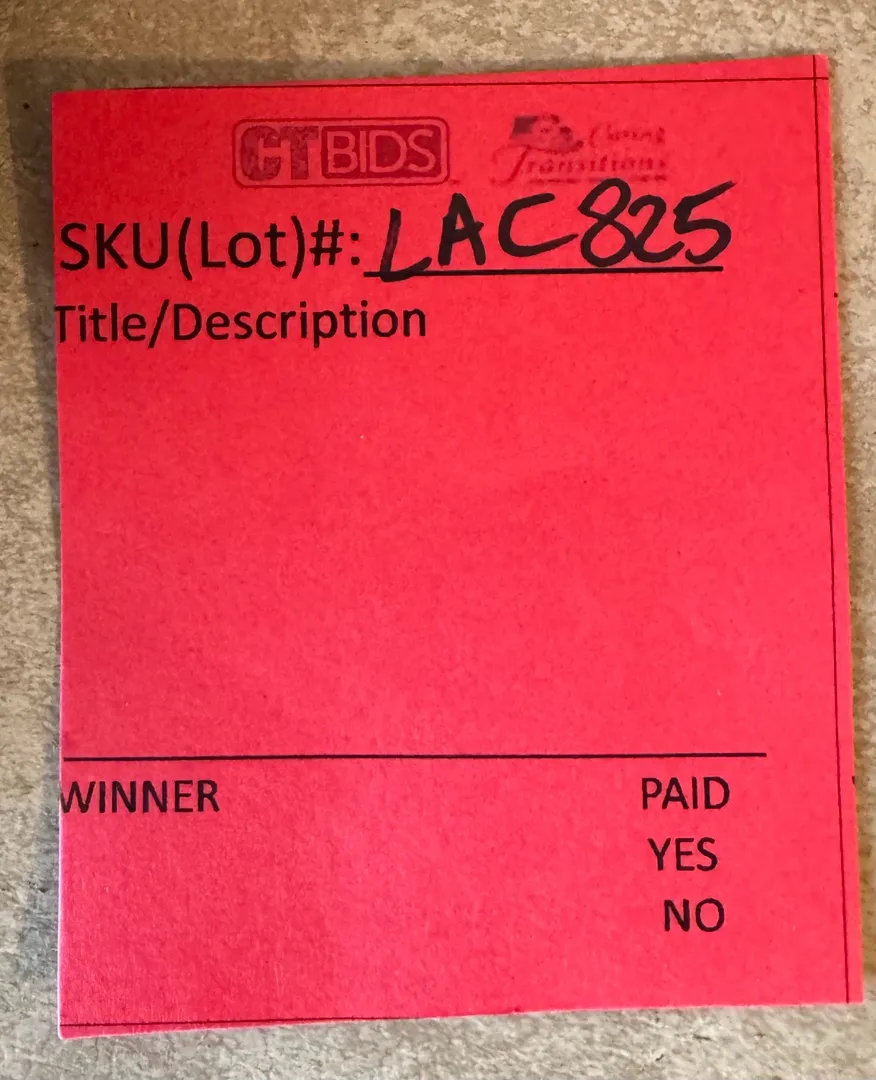 CTBIDS Caring Transitions
SKU(Lot)#: LAC825
Title/Description
WINNER PAID
YES
NO